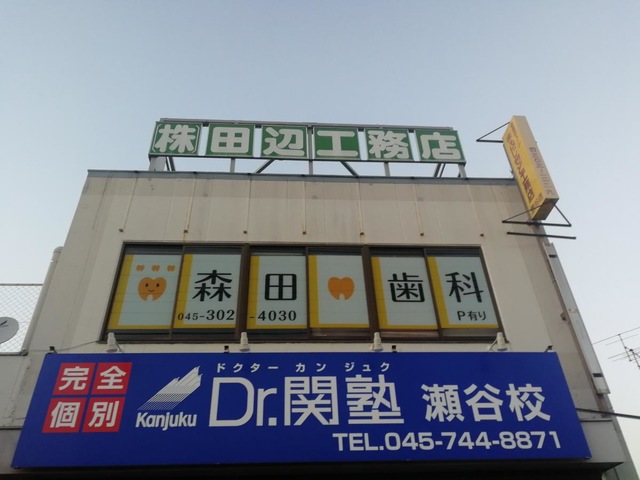 株田辺工務店
森田歯科
045-302-4030
P有り
完全
個別
Kanjuku
ドクター カン ジュク
Dr.関塾 瀬谷校
TEL.045-744-8871